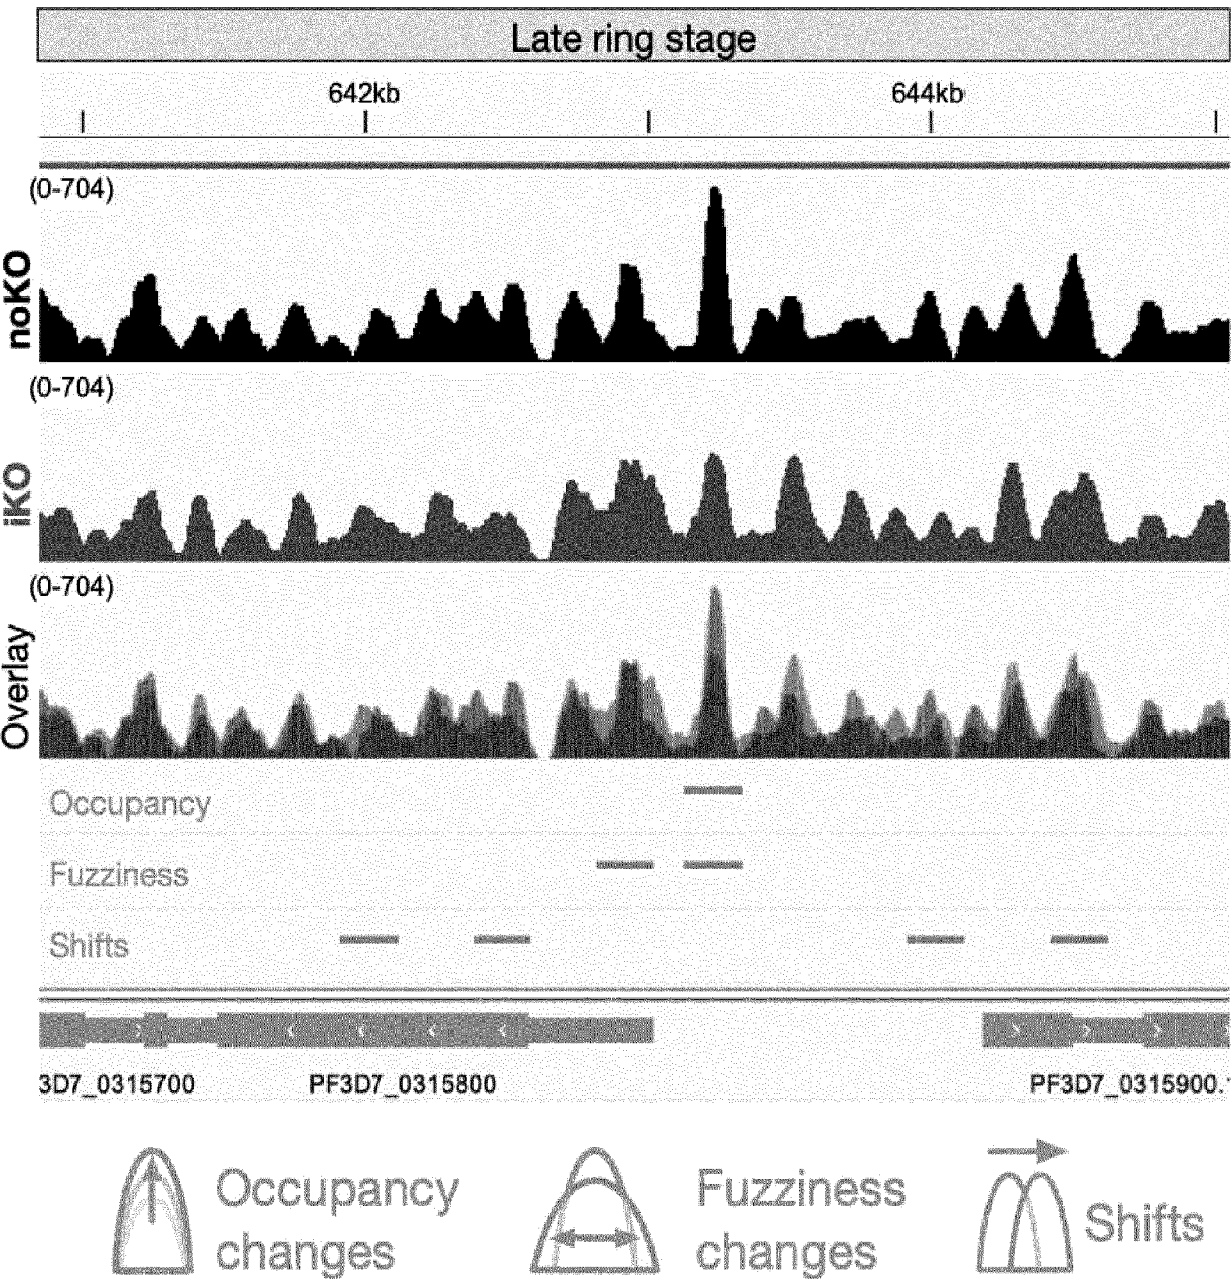 Late ring stage
642kb 644kb
(0-704)
noKO
(0-704)
iKO
(0-704)
Overlay
Occupancy
Fuzziness
Shifts
3D7_0315700 PF3D7_0315800 PF3D7_0315900.
Occupancy changes
Fuzziness changes
Shifts